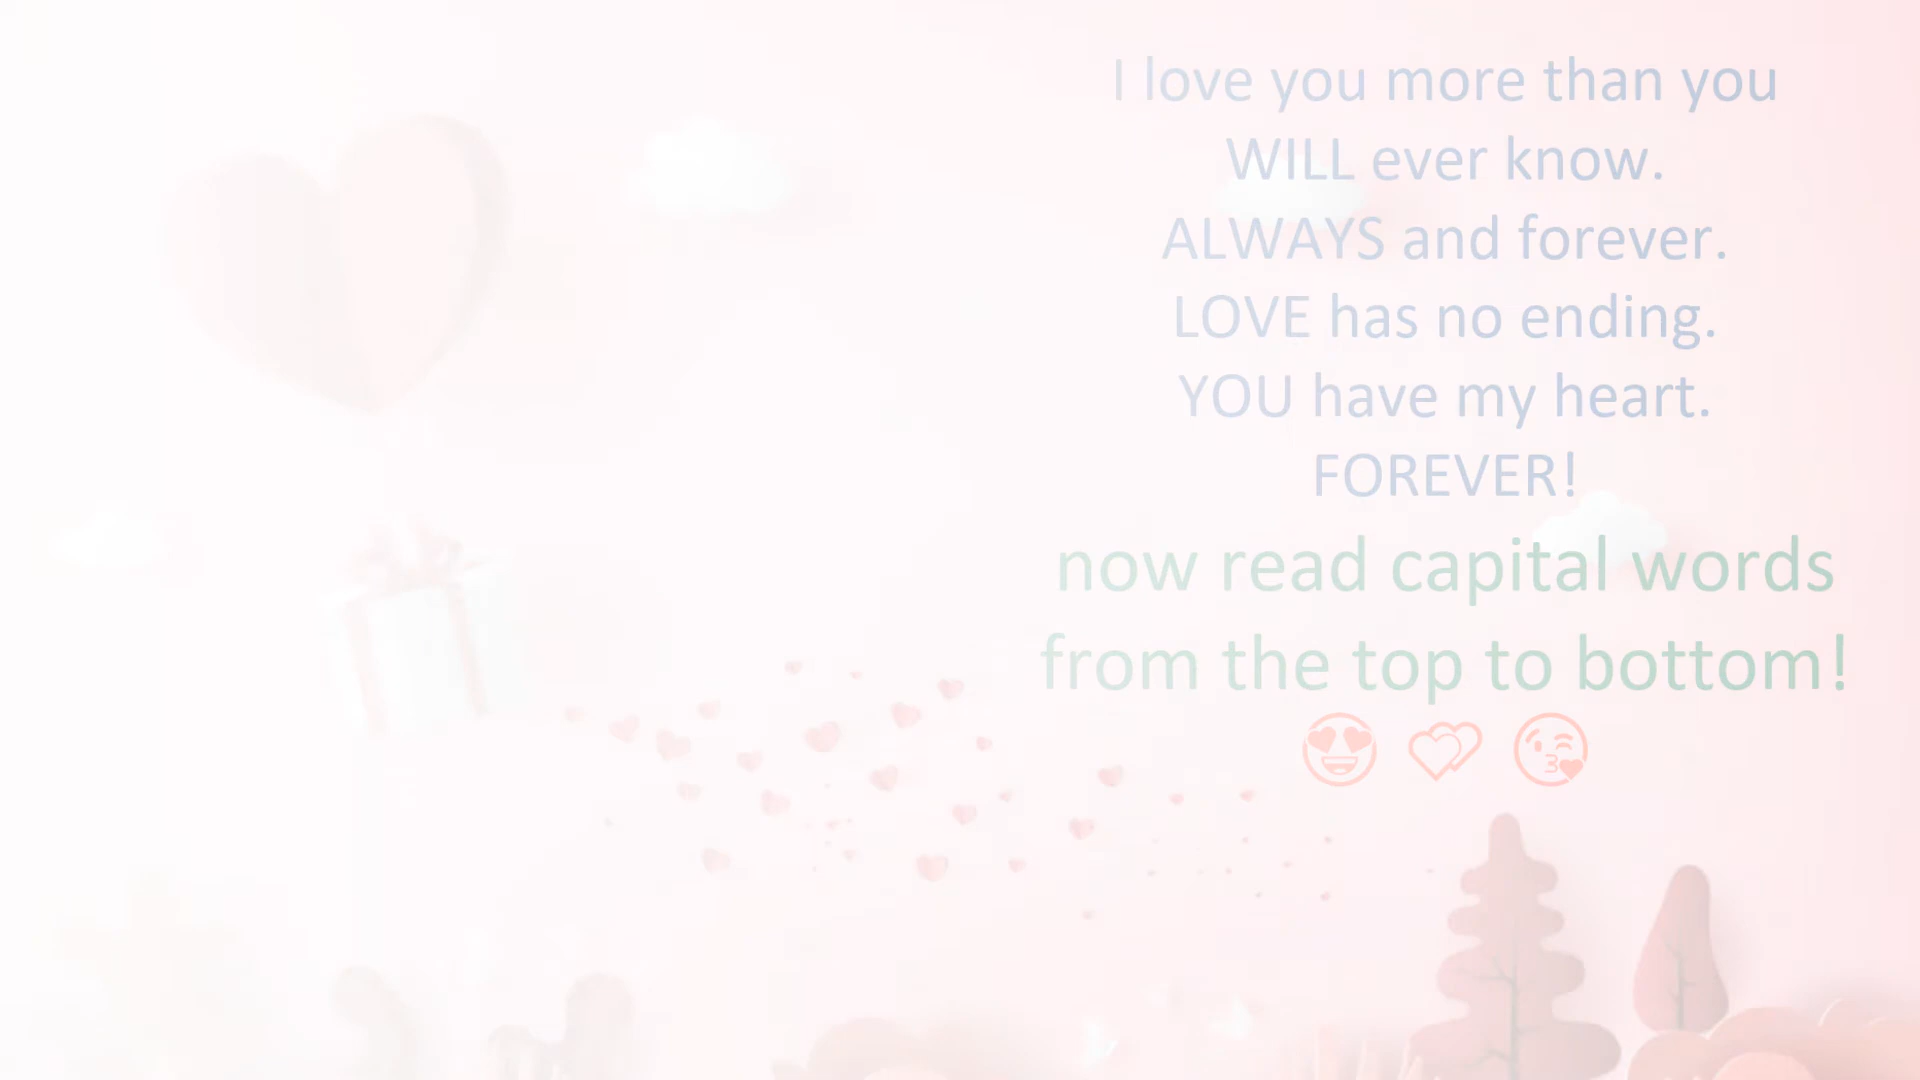 I love you more than you
WILL ever know.
ALWAYS and forever.
LOVE has no ending.
YOU have my heart.
FOREVER!
now read capital words
from the top to bottom!
😍 💕 😘